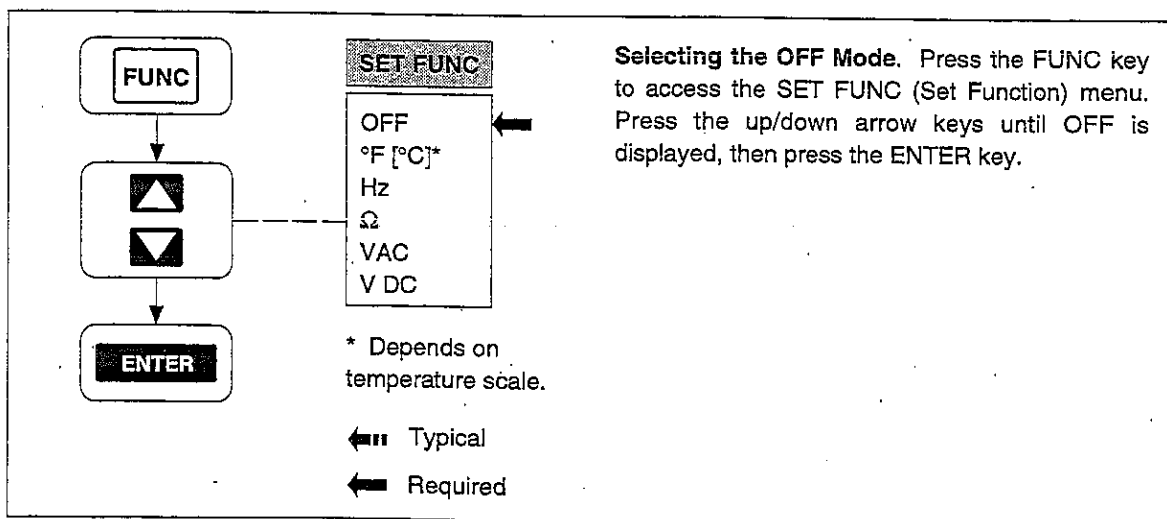 FUNC
ENTER
SET FUNC
OFF
°F [°C]*
Hz
Ω
VAC
V DC
* Depends on
temperature scale.
Typical
Required
Selecting the OFF Mode. Press the FUNC key
to access the SET FUNC (Set Function) menu.
Press the up/down arrow keys until OFF is
displayed, then press the ENTER key.